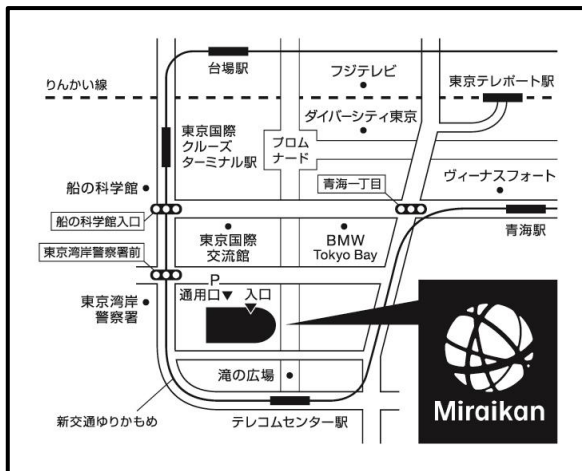 台場駅
フジテレビ
りんかい線
東京テレポート駅
東京国際
クルーズ
ターミナル駅
プロム
ナード
ダイバーシティ東京
船の科学館
青海一丁目
ヴィーナスフォート
船の科学館入口
東京国際
交流館
BMW
Tokyo Bay
青海駅
東京湾岸警察署前
P
通用口▼
入口
東京湾岸
警察署
滝の広場
新交通ゆりかもめ
テレコムセンター駅
Miraikan